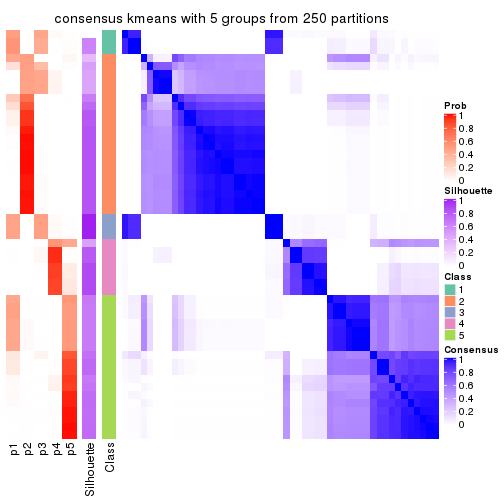 consensus kmeans with 5 groups from 250 partitions
Prob
1
0.8
0.6
0.4
0.2
0
Silhouette
1
0.8
0.6
0.4
0.2
0
Class
1
2
3
4
5
Consensus
1
0.8
0.6
0.4
0.2
0
p1
p2
p3
p4
p5
Silhouette
Class